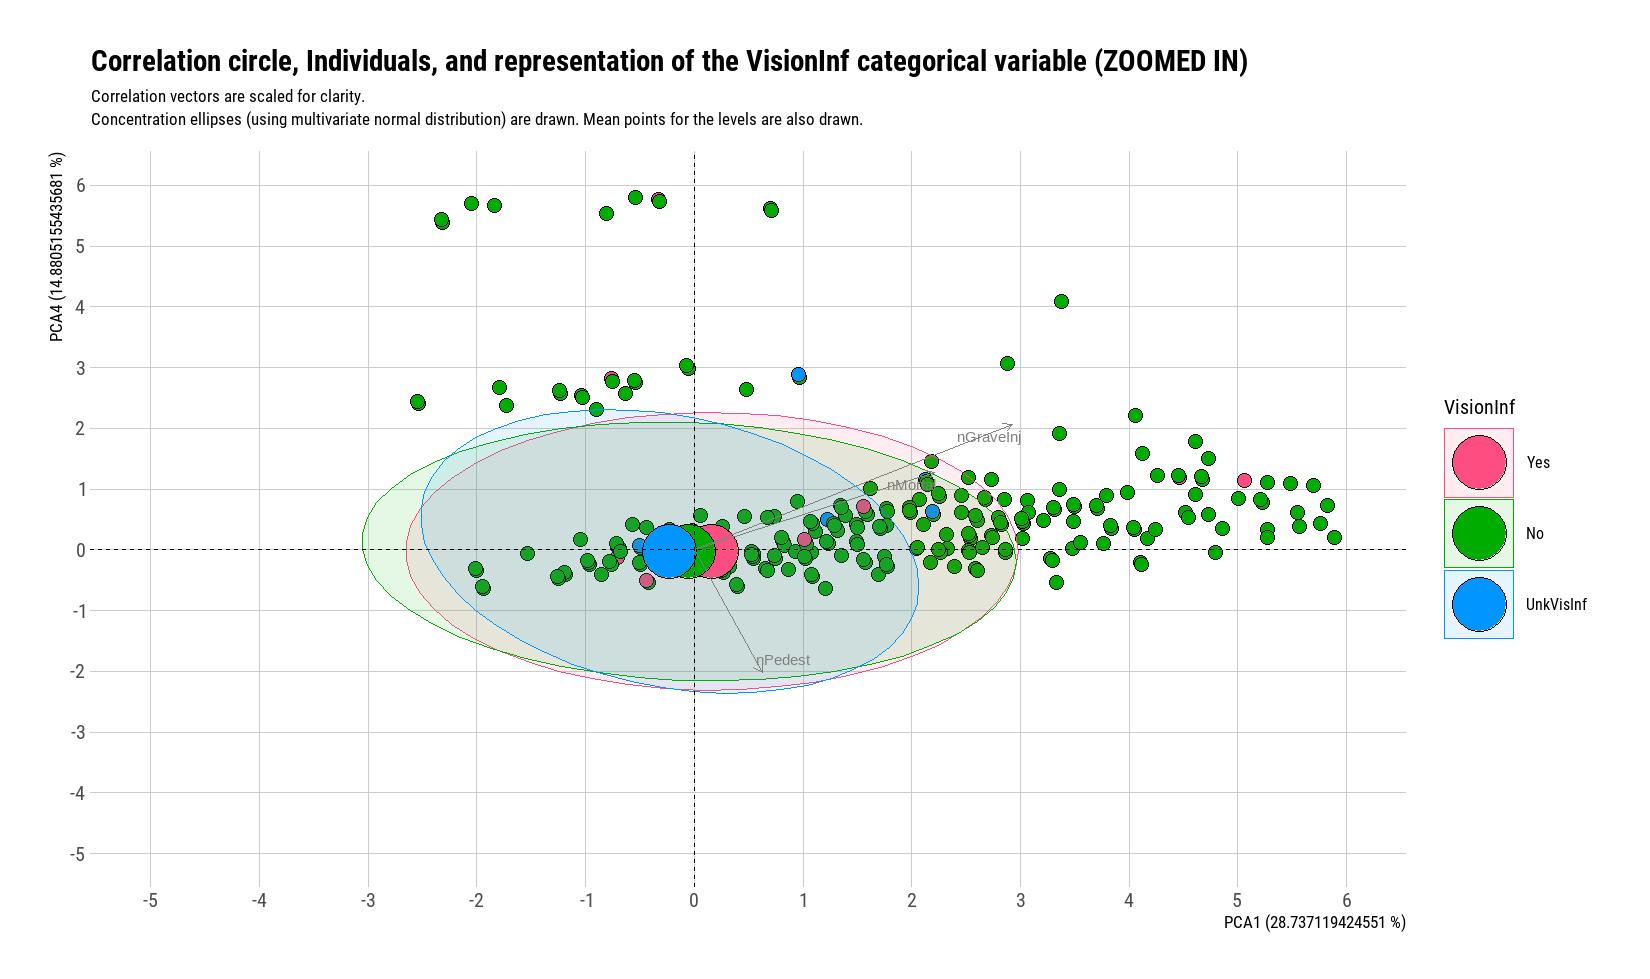 Correlation circle, Individuals, and representation of the VisionInf categorical variable (ZOOMED IN)
Correlation vectors are scaled for clarity.
Concentration ellipses (using multivariate normal distribution) are drawn. Mean points for the levels are also drawn.
PCA4 (14.8805155435681 %)
6
5
4
3
2
1
0
-1
-2
-3
-4
-5
nGraveInj
nPedest
-5
-4
-3
-2
-1
0
1
2
3
4
5
6
PCA1 (28.737119424551 %)
VisionInf
Yes
No
UnkVisInf